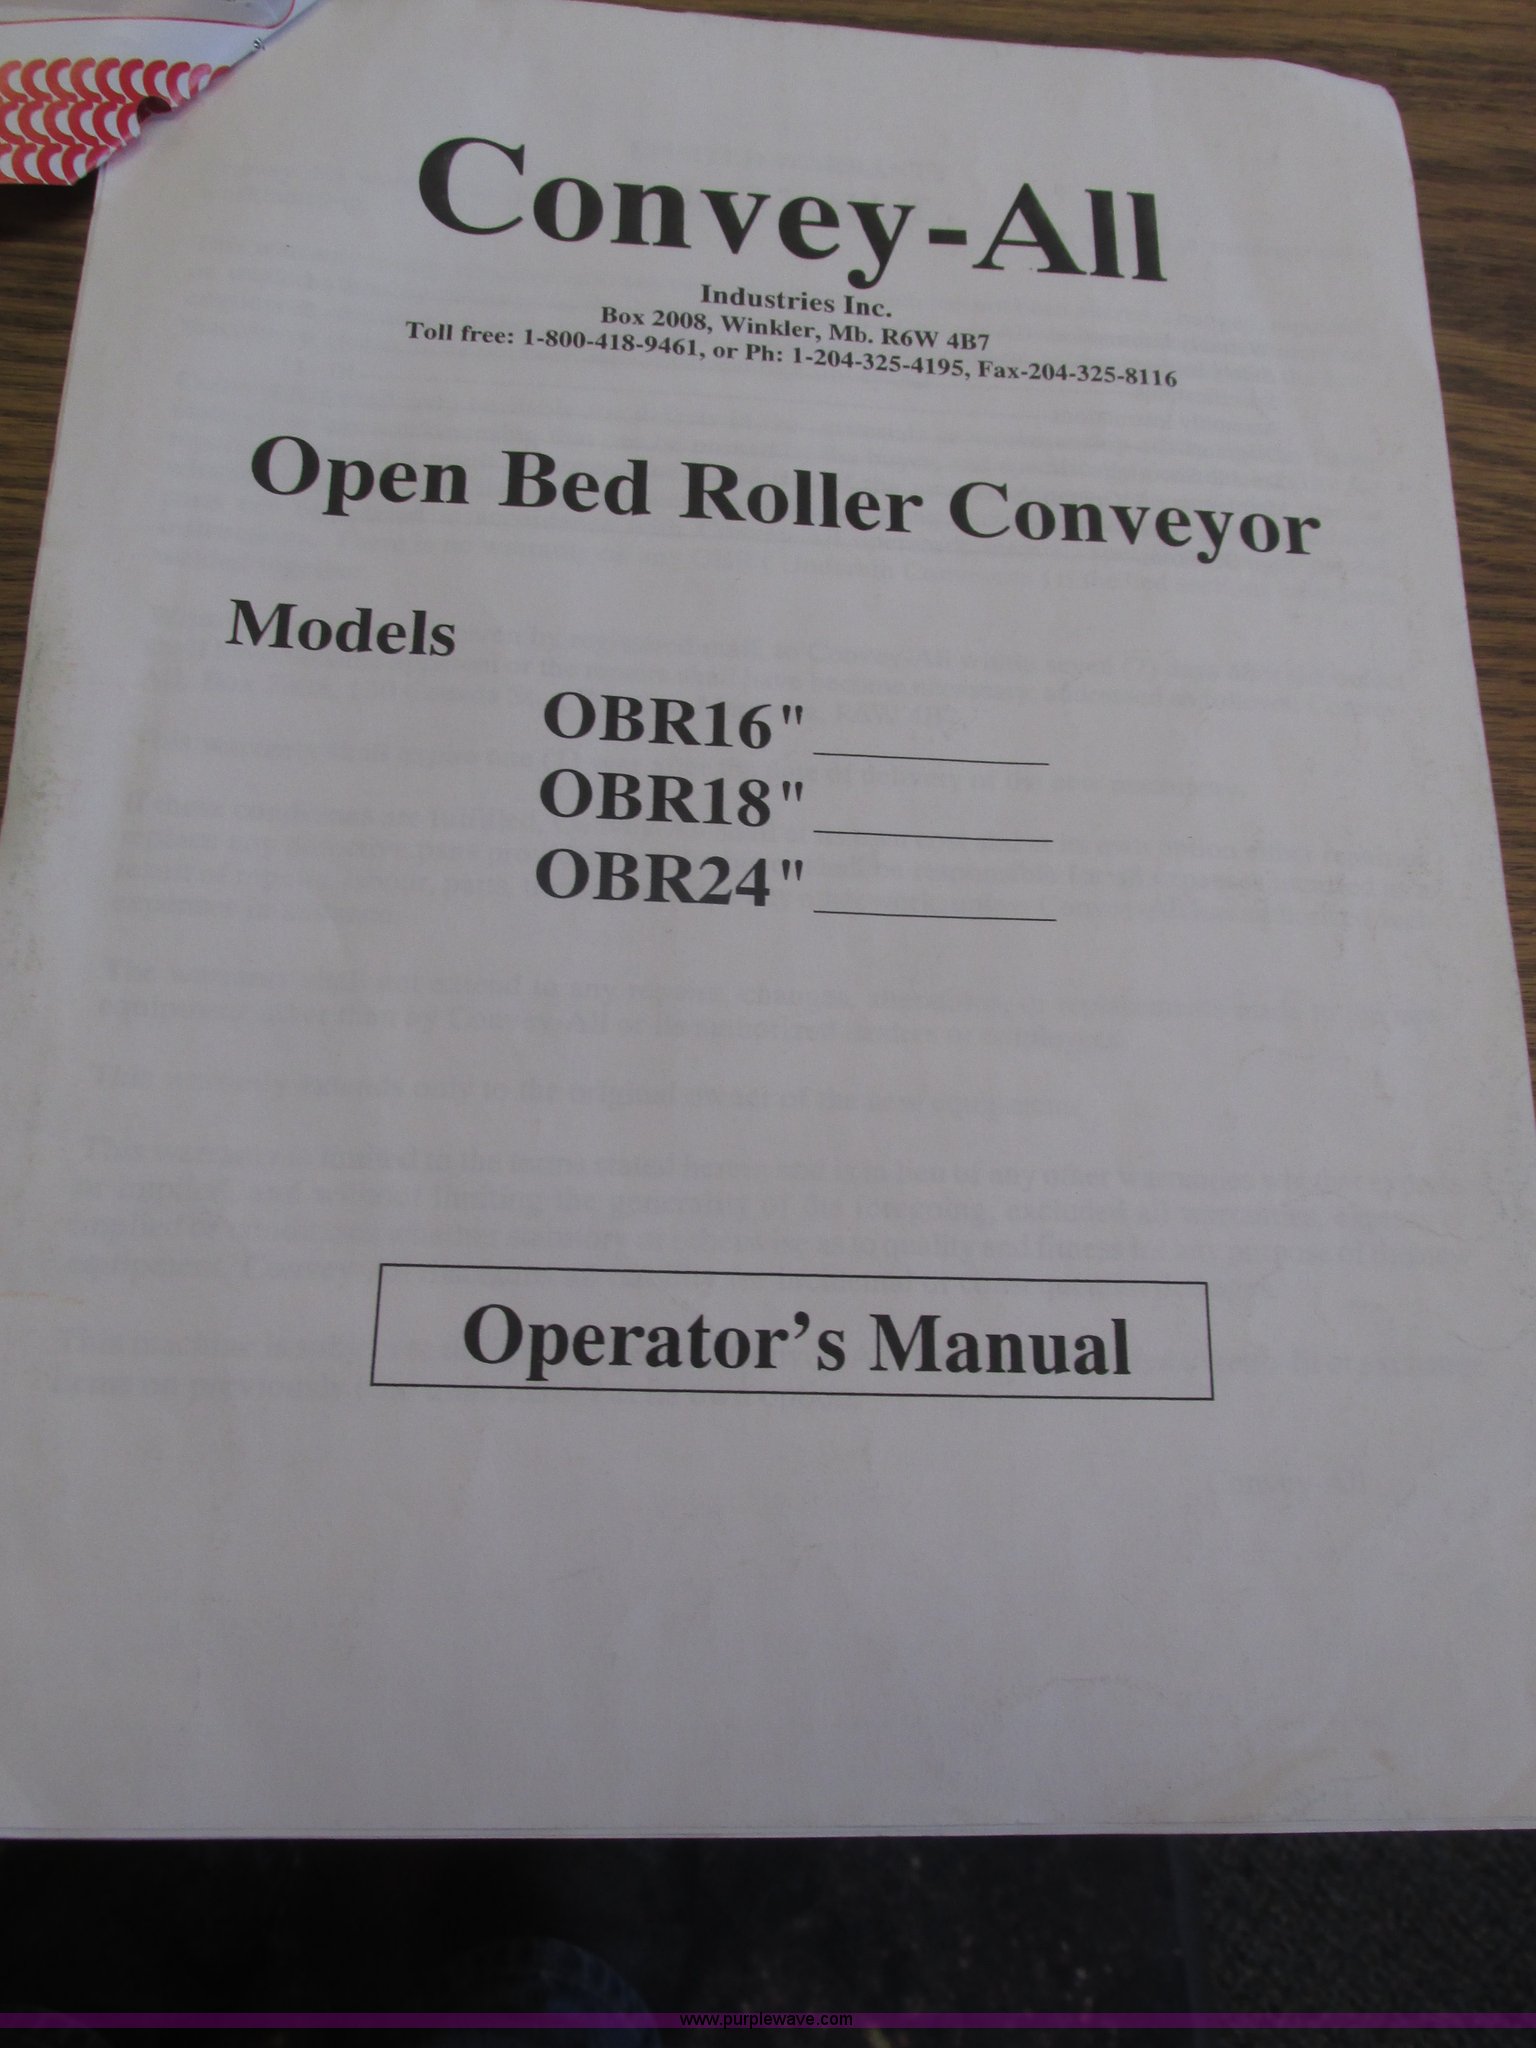 Convey-All
Industries Inc.
Box 2008, Winkler, Mb. R6W 4B7
Toll free: 1-800-418-9461, or Ph: 1-204-325-4195, Fax-204-325-8116
Open Bed Roller Conveyor
Models
OBR16"
OBR18"
OBR24"
Operator's Manual
www.purplewave.com